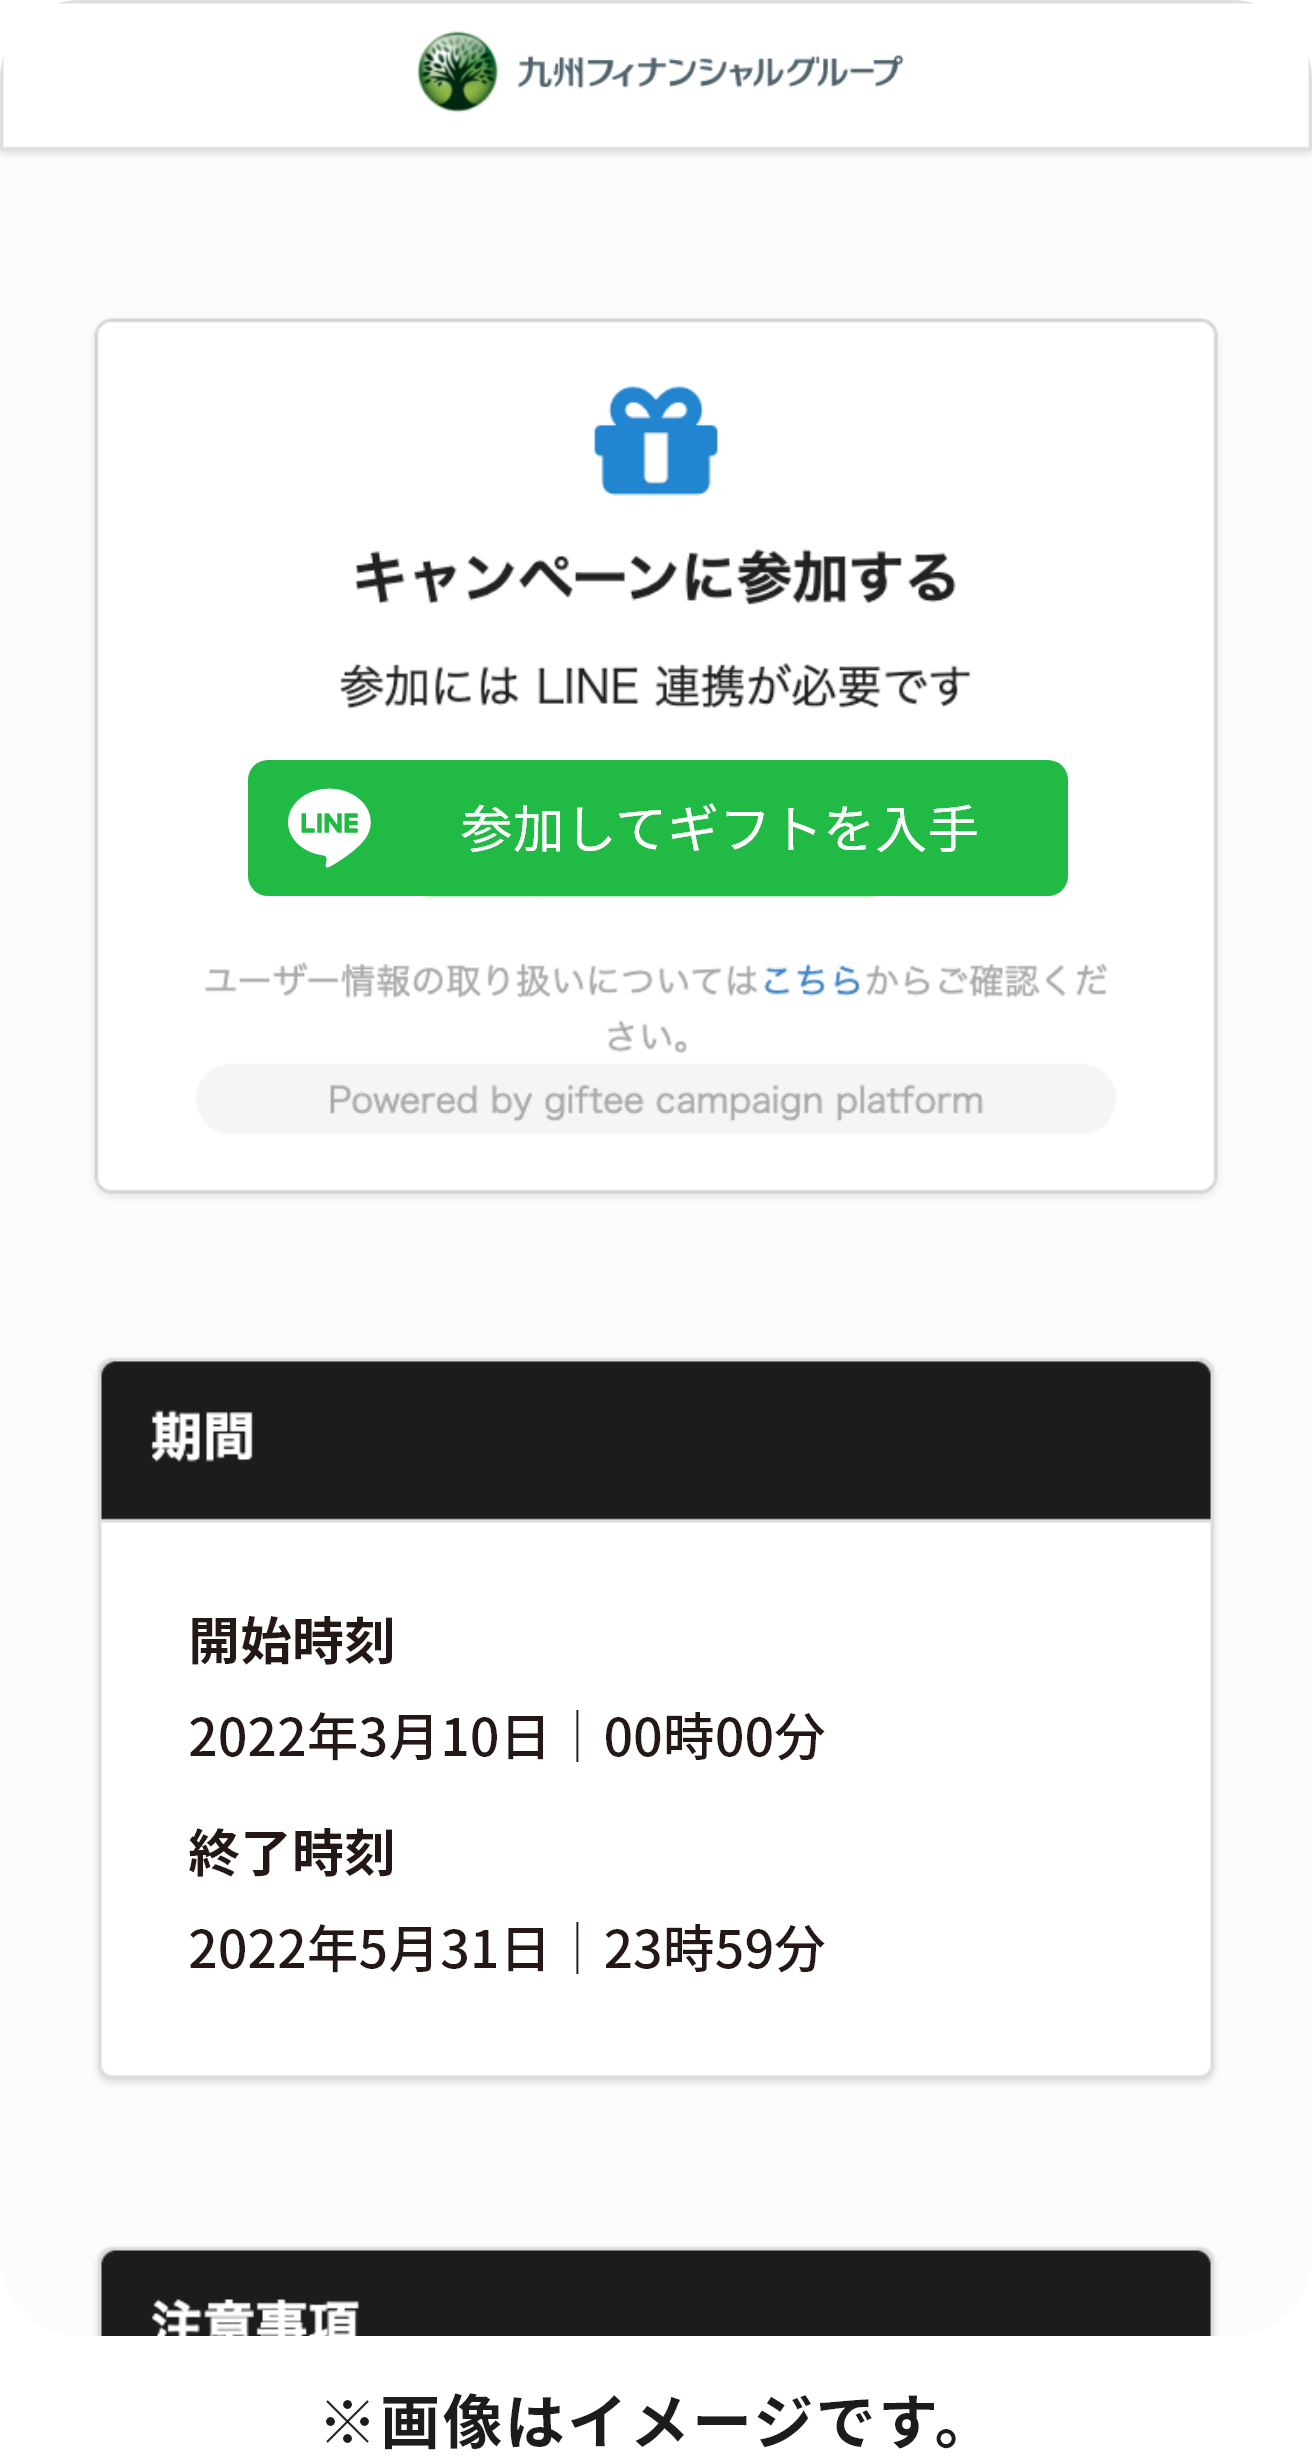 九州フィナンシャルグループ
キャンペーンに参加する
参加には LINE 連携が必要です
LINE 参加してギフトを入手
ユーザー情報の取り扱いについてはこちらからご確認くだ
さい。
Powered by giftee campaign platform
期間
開始時刻
2022年3月10日｜00時00分
終了時刻
2022年5月31日｜23時59分
注意事項
※画像はイメージです。